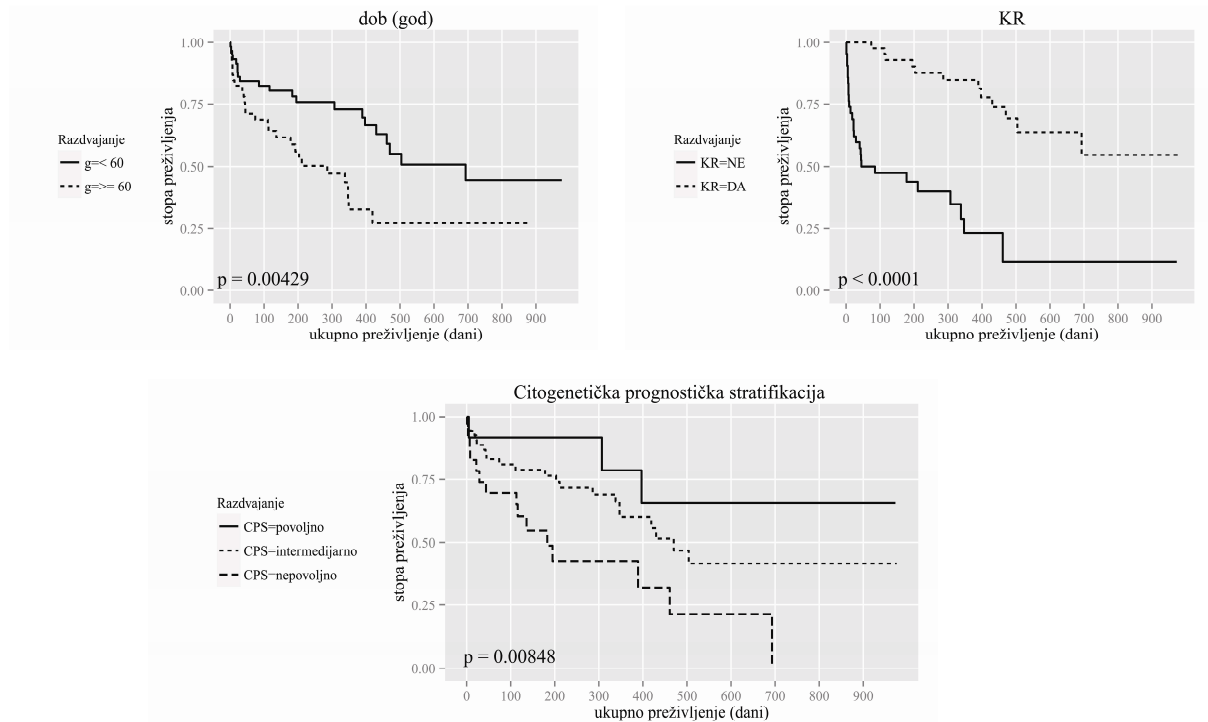 dob (god)
1.00
0.75
0.50
0.25
0.00
stopa preživljenja
Razdvajanje
g=< 60
g=>= 60
p = 0.00429
0 100 200 300 400 500 600 700 800 900
ukupno preživljenje (dani)
KR
1.00
0.75
0.50
0.25
0.00
stopa preživljenja
Razdvajanje
KR=NE
KR=DA
p < 0.0001
0 100 200 300 400 500 600 700 800 900
ukupno preživljenje (dani)
Citogenetička prognostička stratifikacija
1.00
0.75
0.50
0.25
0.00
stopa preživljenja
Razdvajanje
CPS=povoljno
CPS=intermedijarno
CPS=nepovoljno
p = 0.00848
0 100 200 300 400 500 600 700 800 900
ukupno preživljenje (dani)